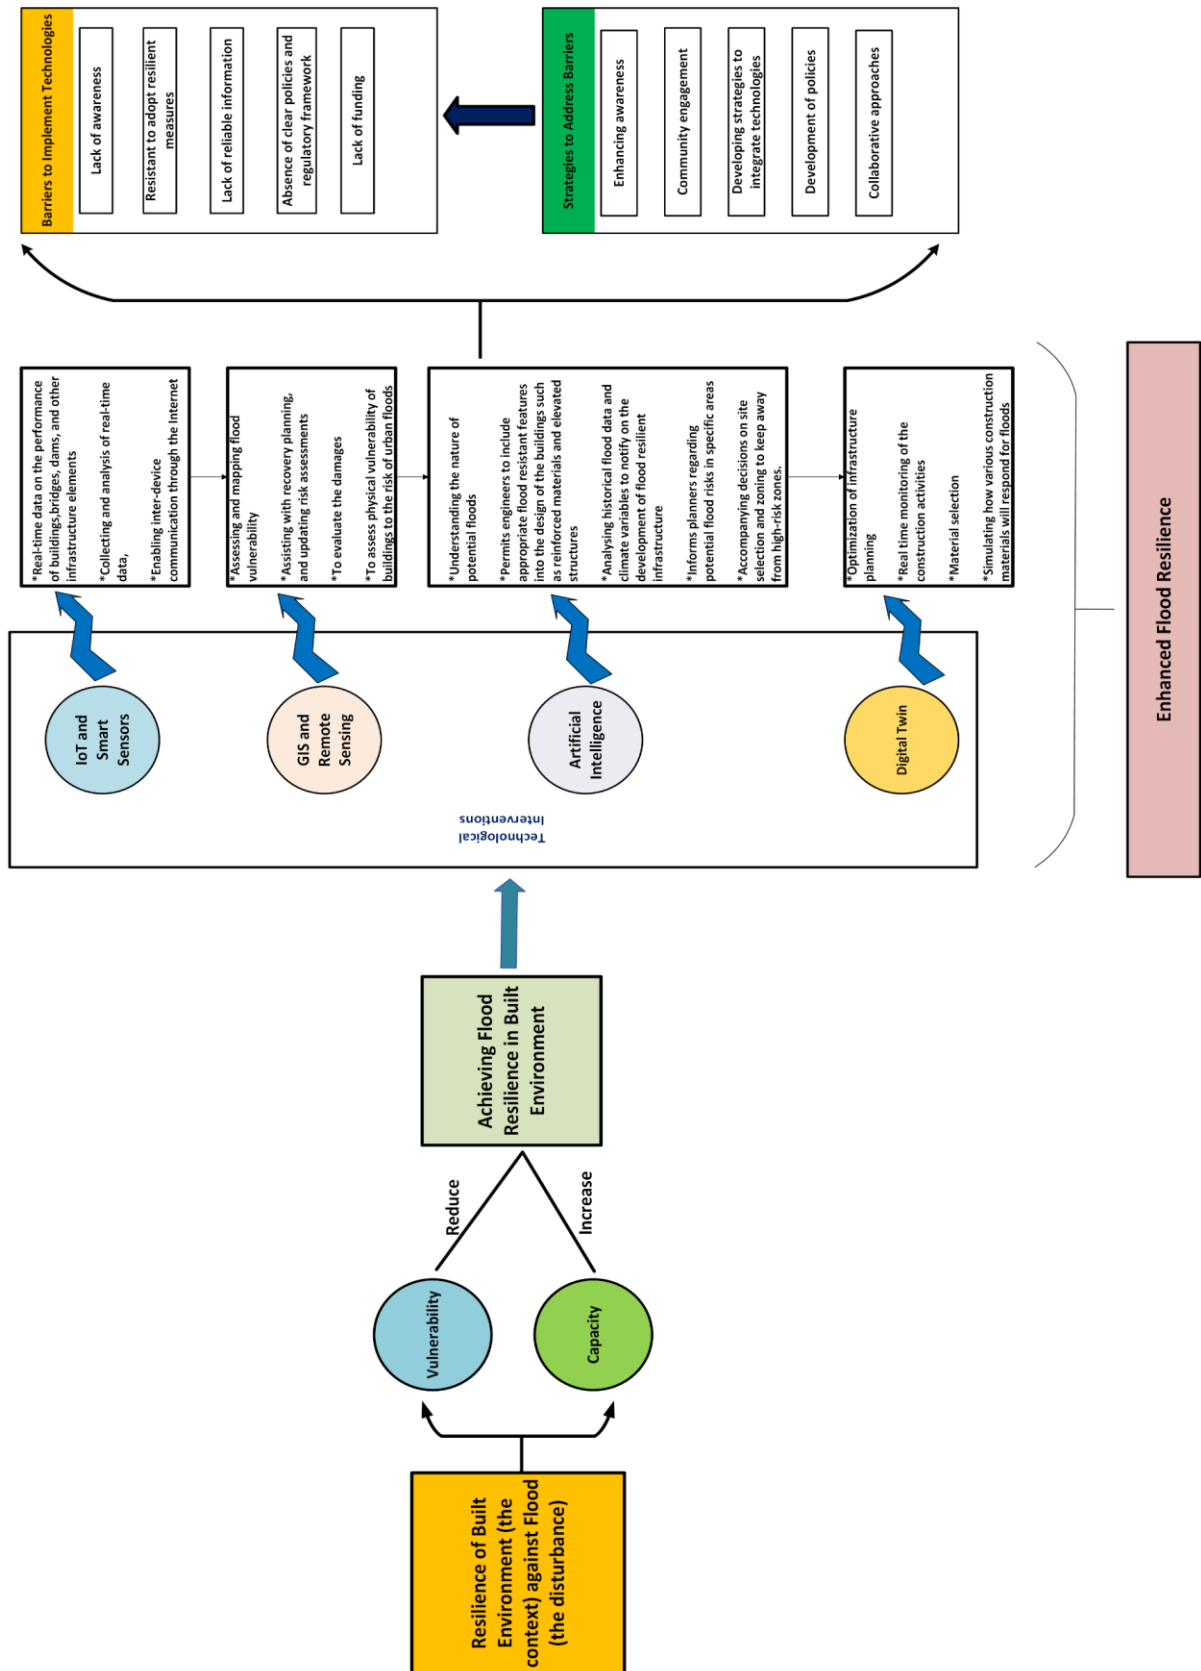 Resilience of Built
Environment (the
context) against Flood
(the disturbance)
Vulnerability
Capacity
Reduce
Increase
Achieving Flood
Resilience in Built
Environment
Technological
Interventions
IoT and
Smart
Sensors
GIS and
Remote
Sensing
Artificial
Intelligence
Digital Twin
*Real-time data on the performance
of buildings,bridges, dams, and other
infrastructure elements
*Collecting and analysis of real-time
data,
*Enabling inter-device
communication through the Internet
*Assessing and mapping flood
vulnerability
*Assisting with recovery planning,
and updating risk assessments
*To evaluate the damages
*To assess physical vulnerability of
buildings to the risk of urban floods
*Understanding the nature of
potential floods
*Permits engineers to include
appropriate flood resistant features
into the design of the buildings such
as reinforced materials and elevated
structures
*Analysing historical flood data and
climate variables to notify on the
development of flood resilient
infrastructure
*Informs planners regarding
potential flood risks in specific areas
*Accompanying decisions on site
selection and zoning to keep away
from high-risk zones.
*Optimization of infrastructure
planning
*Real time monitoring of the
construction activities
*Material selection
*Simulating how various construction
materials will respond for floods
Barriers to Implement Technologies
Lack of awareness
Resistant to adopt resilient
measures
Lack of reliable information
Absence of clear policies and
regulatory framework
Lack of funding
Strategies to Address Barriers
Enhancing awareness
Community engagement
Developing strategies to
integrate technologies
Development of policies
Collaborative approaches
Enhanced Flood Resilience